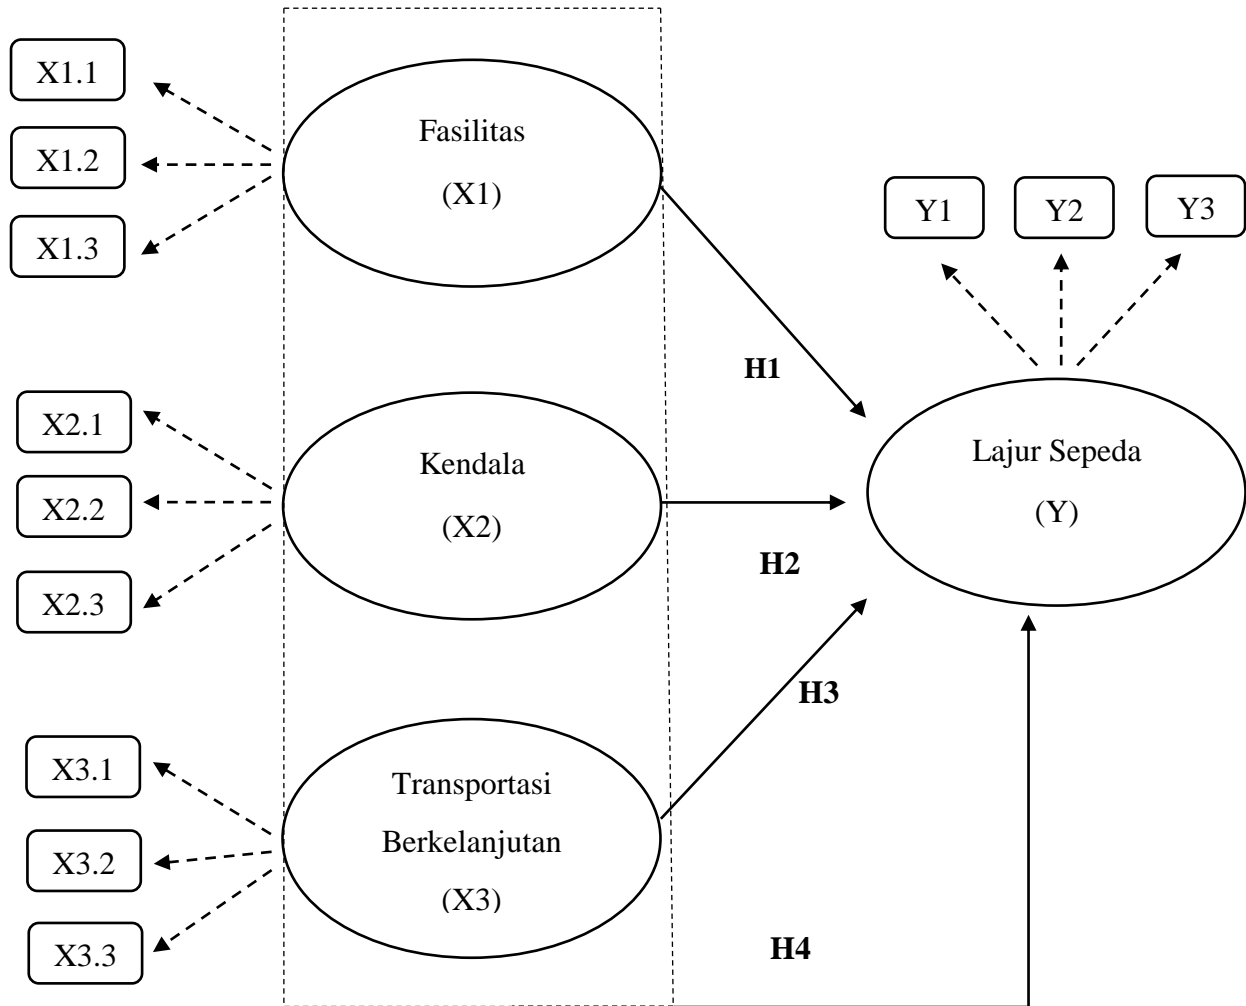 X1.1
X1.2
X1.3
Fasilitas
(X1)
Y1
Y2
Y3
H1
X2.1
X2.2
X2.3
Kendala
(X2)
Lajur Sepeda
(Y)
H2
H3
X3.1
X3.2
X3.3
Transportasi
Berkelanjutan
(X3)
H4